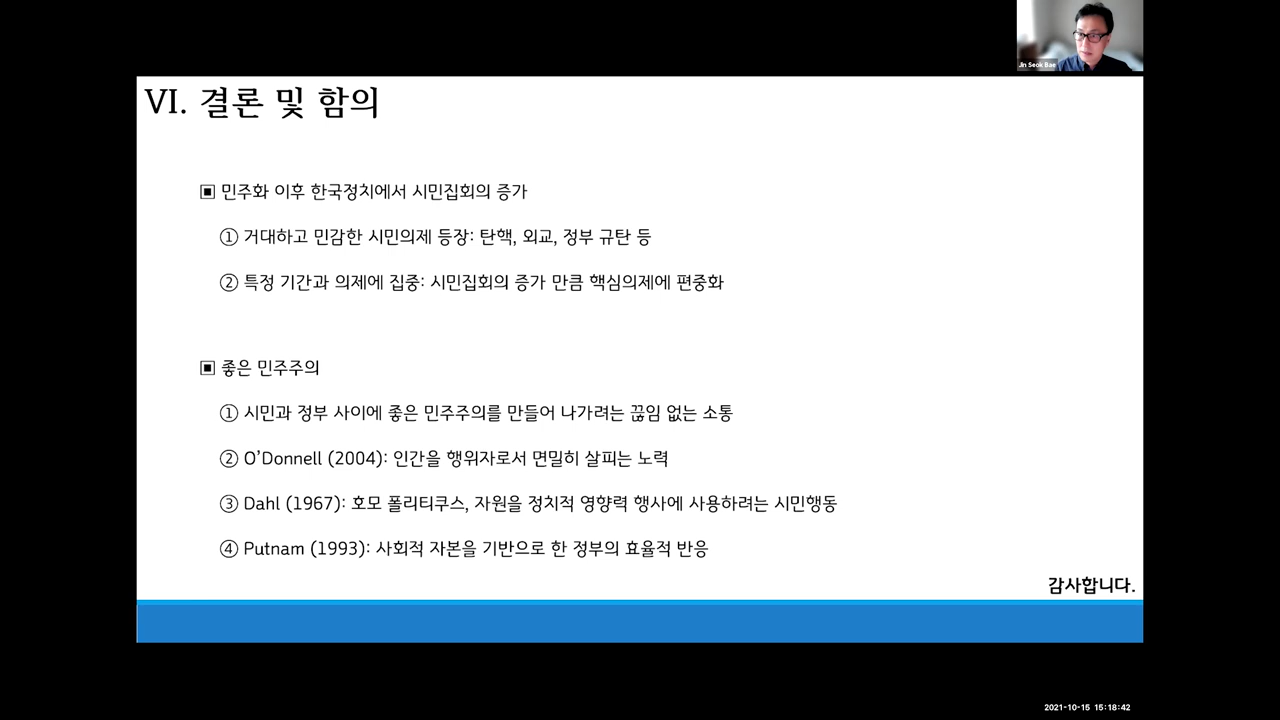 Jin Seok Bae
VI. 결론 및 함의
▣ 민주화 이후 한국정치에서 시민집회의 증가
① 거대하고 민감한 시민의제 등장: 탄핵, 외교, 정부 규탄 등
② 특정 기간과 의제에 집중: 시민집회의 증가 만큼 핵심의제에 편중화
▣ 좋은 민주주의
① 시민과 정부 사이에 좋은 민주주의를 만들어 나가려는 끊임 없는 소통
② O’Donnell (2004): 인간을 행위자로서 면밀히 살피는 노력
③ Dahl (1967): 호모 폴리티쿠스, 자원을 정치적 영향력 행사에 사용하려는 시민행동
④ Putnam (1993): 사회적 자본을 기반으로 한 정부의 효율적 반응
감사합니다.
2021-10-15 15:18:42